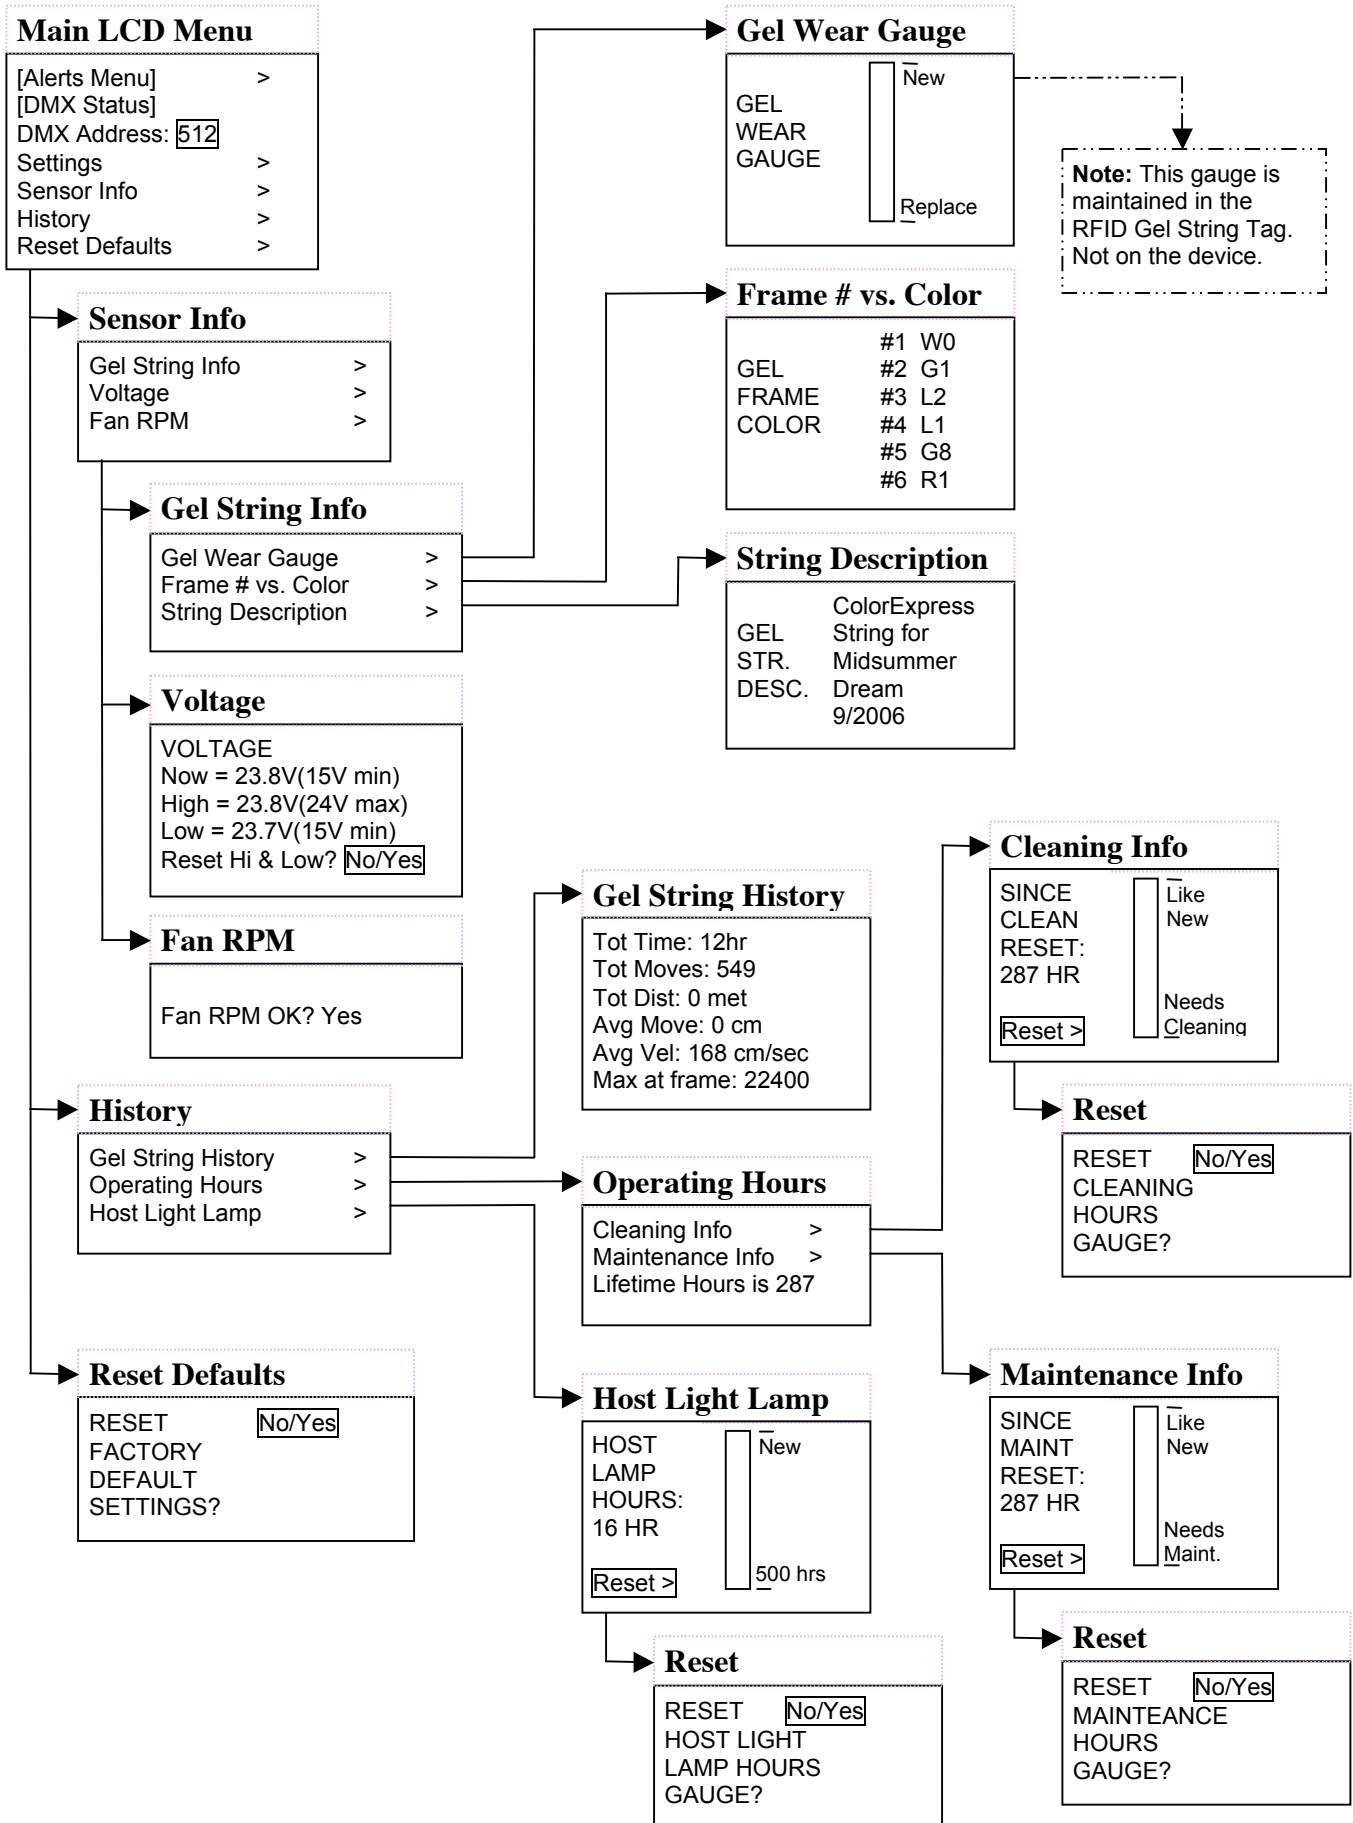 Main LCD Menu
[Alerts Menu] >
[DMX Status]
DMX Address: 512
Settings >
Sensor Info >
History >
Reset Defaults >
Gel Wear Gauge
New
GEL
WEAR
GAUGE
Replace
Note: This gauge is
maintained in the
RFID Gel String Tag.
Not on the device.
Sensor Info
Gel String Info >
Voltage >
Fan RPM >
Frame # vs. Color
#1 W0
GEL #2 G1
FRAME #3 L2
COLOR #4 L1
#5 G8
#6 R1
Gel String Info
Gel Wear Gauge >
Frame # vs. Color >
String Description >
String Description
ColorExpress
GEL String for
STR. Midsummer
DESC. Dream
9/2006
Voltage
VOLTAGE
Now = 23.8V(15V min)
High = 23.8V(24V max)
Low = 23.7V(15V min)
Reset Hi & Low? No/Yes
Fan RPM
Fan RPM OK? Yes
Gel String History
Tot Time: 12hr
Tot Moves: 549
Tot Dist: 0 met
Avg Move: 0 cm
Avg Vel: 168 cm/sec
Max at frame: 22400
Cleaning Info
SINCE Like
CLEAN New
RESET:
287 HR
Needs
Reset > Cleaning
Reset
RESET No/Yes
CLEANING
HOURS
GAUGE?
History
Gel String History >
Operating Hours >
Host Light Lamp >
Operating Hours
Cleaning Info >
Maintenance Info >
Lifetime Hours is 287
Reset Defaults
RESET No/Yes
FACTORY
DEFAULT
SETTINGS?
Host Light Lamp
HOST New
LAMP
HOURS:
16 HR
Reset > 500 hrs
Reset
RESET No/Yes
HOST LIGHT
LAMP HOURS
GAUGE?
Maintenance Info
SINCE Like
MAINT New
RESET:
287 HR
Needs
Reset > Maint.
Reset
RESET No/Yes
MAINTEANCE
HOURS
GAUGE?